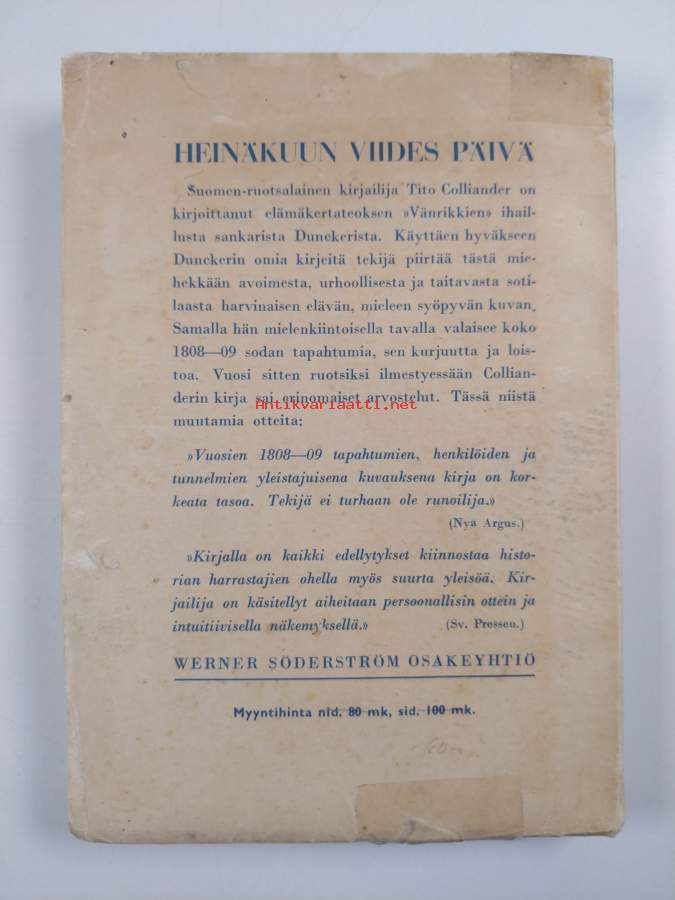 HEINÄKUUN VIIDES PÄIVÄ
Suomen-ruotsalainen kirjailija Tito Colliander on
kirjoittanut elämäkertateoksen »Vänrikkien» ihail-
lusta sankarista Dunckerista. Käyttäen hyväkseen
Dunckerin omia kirjeitä tekijä piirtää tästä mie-
hekkään avoimesta, urhoollisesta ja taitavasta soti-
laasta harvinaisen elävän, mieleen syöpyvän kuvan.
Samalla hän mielenkiintoisella tavalla valaisee koko
1808—09 sodan tapahtumia, sen kurjuutta ja lois-
toa. Vuosi sitten ruotsiksi ilmestyessään Collian-
derin kirja sai erinomaiset arvostelut. Tässä niistä
Antikvariaatti.net
muutamia otteita:
»Vuosien 1808—09 tapahtumien, henkilöiden ja
tunnelmien yleistajuisena kuvauksena kirja on kor-
keata tasoa. Tekijä ei turhaan ole runoilija.»
(Nya Argus.)
»Kirjalla on kaikki edellytykset kiinnostaa histo-
rian harrastajien ohella myös suurta yleisöä. Kir-
jailija on käsitellyt aiheitaan persoonallisin ottein ja
intuitiivisella näkemyksellä.» (Sv. Pressen.)
WERNER SÖDERSTRÖM OSAKEYHTIÖ
Myyntihinta nid. 80 mk, sid. 100 mk.